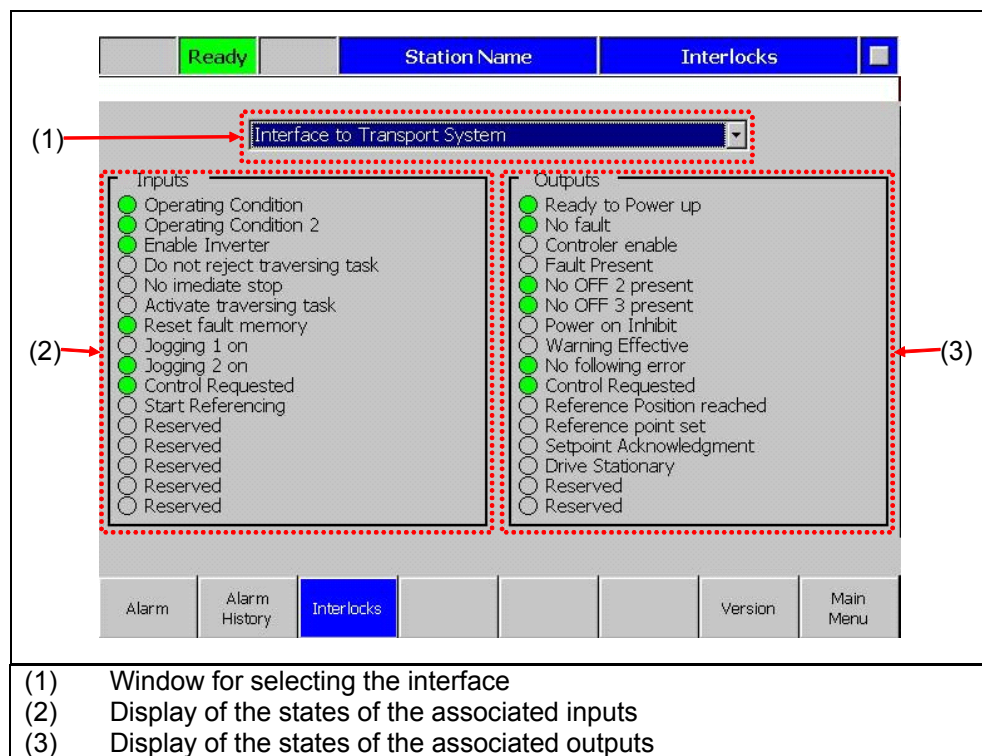 Ready Station Name Interlocks
(1)
Interface to Transport System
Inputs
Operating Condition
Operating Condition 2
Enable Inverter
Do not reject traversing task
No imediate stop
Activate traversing task
Reset fault memory
Jogging 1 on
Jogging 2 on
Control Requested
Start Referencing
Reserved
Reserved
Reserved
Reserved
Reserved
(2)
Outputs
Ready to Power up
No fault
Controler enable
Fault Present
No OFF 2 present
No OFF 3 present
Power on Inhibit
Warning Effective
No following error
Control Requested
Reference Position reached
Reference point set
Setpoint Acknowledgment
Drive Stationary
Reserved
Reserved
(3)
Alarm
Alarm
History
Interlocks
Version
Main
Menu
(1) Window for selecting the interface
(2) Display of the states of the associated inputs
(3) Display of the states of the associated outputs